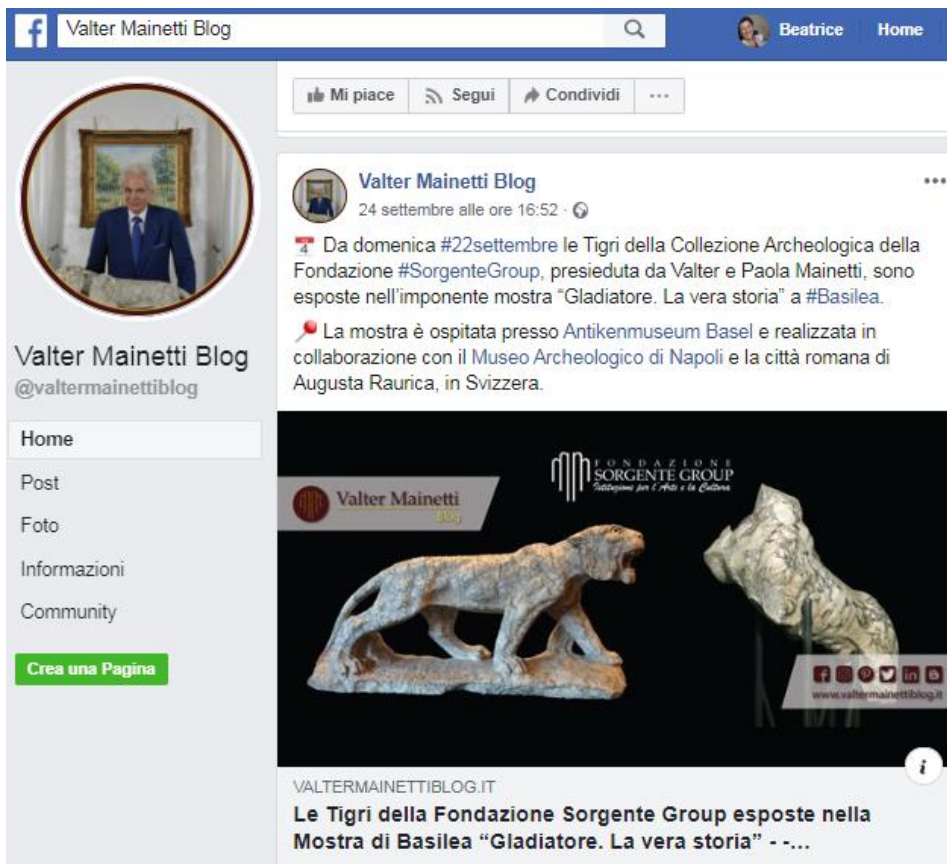 f Valter Mainetti Blog Beatrice Home
Mi piace Segui Condividi ...
Valter Mainetti Blog
@valtermainettiblog
Home
Post
Foto
Informazioni
Community
Crea una Pagina
Valter Mainetti Blog
24 settembre alle ore 16:52 ·
4 Da domenica #22settembre le Tigri della Collezione Archeologica della
Fondazione #SorgenteGroup, presieduta da Valter e Paola Mainetti, sono
esposte nell'imponente mostra “Gladiatore. La vera storia” a #Basilea.
La mostra è ospitata presso Antikenmuseum Basel e realizzata in
collaborazione con il Museo Archeologico di Napoli e la città romana di
Augusta Raurica, in Svizzera.
FONDAZIONE
SORGENTE GROUP
Istituzione per l'Arte e la Cultura
Valter Mainetti
Blog
www.valtermainettiblog.it
i
VALTERMAINETTIBLOG.IT
Le Tigri della Fondazione Sorgente Group esposte nella
Mostra di Basilea “Gladiatore. La vera storia” - -...